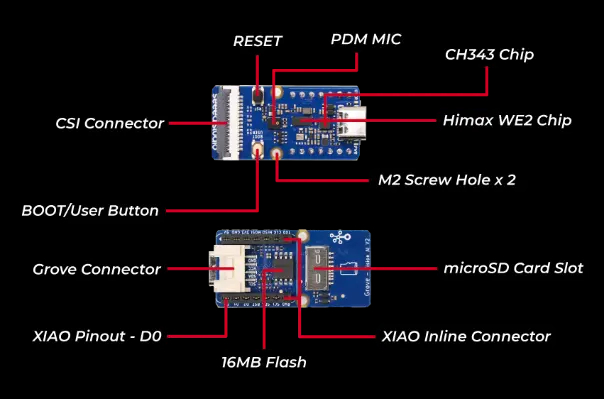 RESET
PDM MIC
CH343 Chip
CSI Connector
Himax WE2 Chip
M2 Screw Hole x 2
BOOT/User Button
Grove Connector
microSD Card Slot
XIAO Pinout - D0
XIAO Inline Connector
16MB Flash